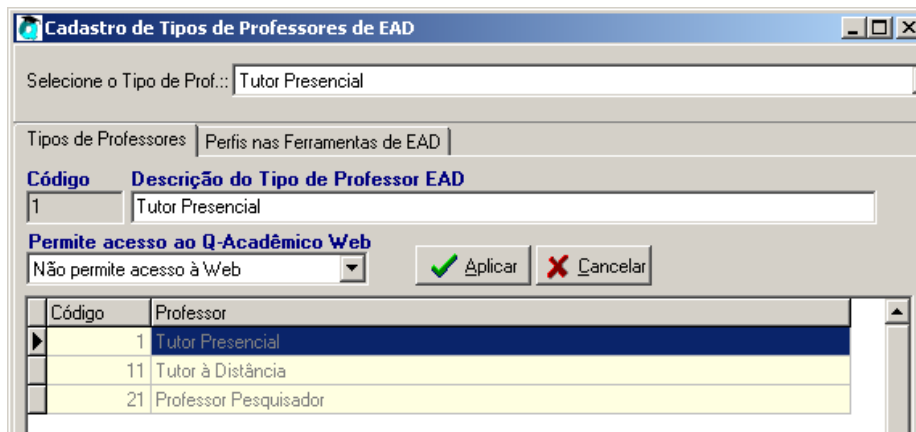 Cadastro de Tipos de Professores de EAD
Selecione o Tipo de Prof.:: Tutor Presencial
Tipos de Professores Perfis nas Ferramentas de EAD
Código Descrição do Tipo de Professor EAD
1 Tutor Presencial
Permite acesso ao Q-Acadêmico Web
Não permite acesso à Web Aplicar Cancelar
Código Professor
1 Tutor Presencial
11 Tutor à Distância
21 Professor Pesquisador